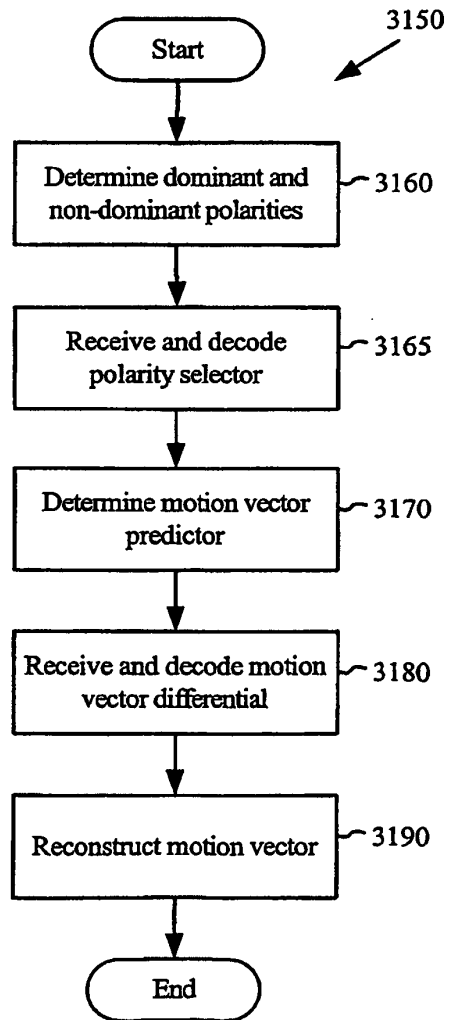 3150
Start
Determine dominant and
non-dominant polarities
3160
Receive and decode
polarity selector
3165
Determine motion vector
predictor
3170
Receive and decode motion
vector differential
3180
Reconstruct motion vector
3190
End